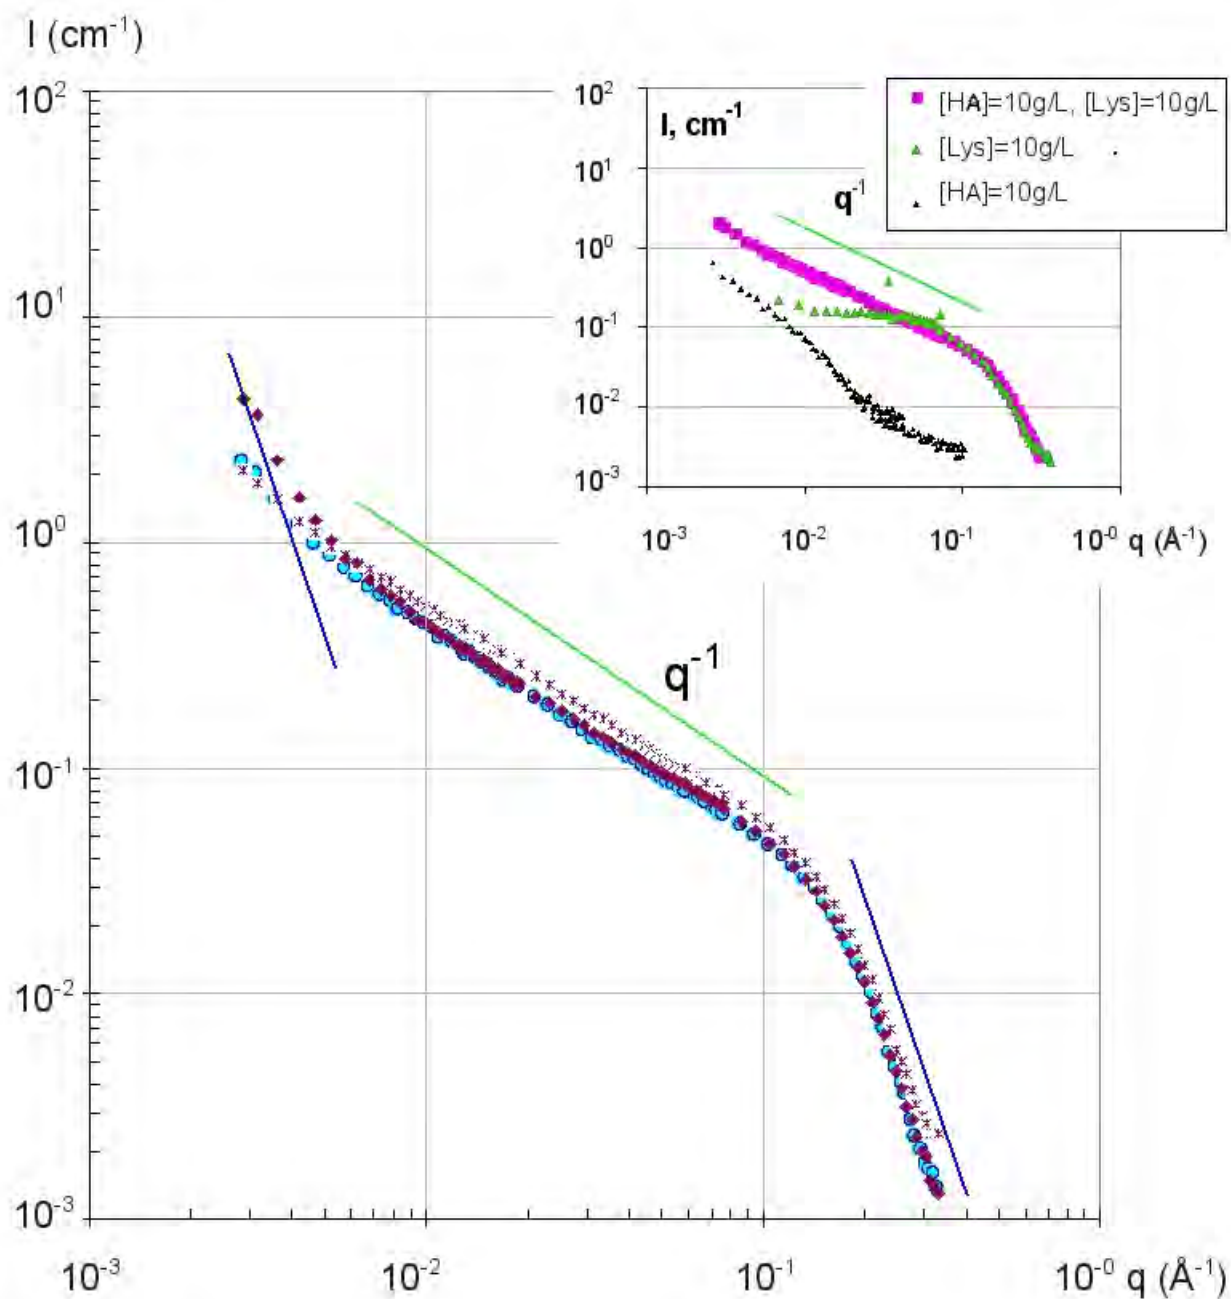 I (cm⁻¹)
10²
10¹
10⁰
10⁻¹
10⁻²
10⁻³
10⁻³ 10⁻² 10⁻¹ 10⁻⁰ q (Å⁻¹)
q⁻¹
I, cm⁻¹
10²
10¹
10⁰
10⁻¹
10⁻²
10⁻³
10⁻³ 10⁻² 10⁻¹ 10⁰ q (Å⁻¹)
q⁻¹
[HA]=10g/L, [Lys]=10g/L
[Lys]=10g/L
[HA]=10g/L